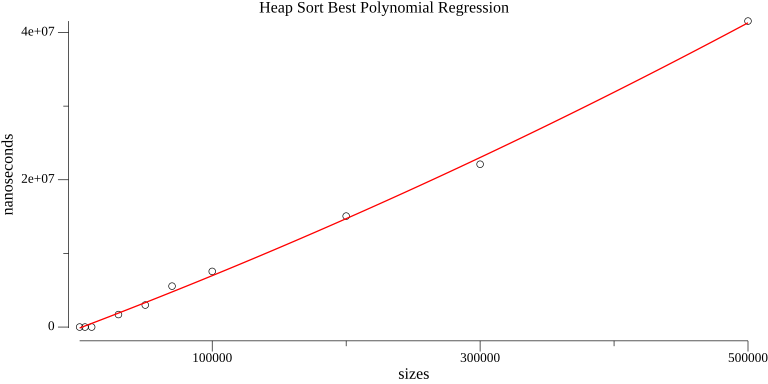 Heap Sort Best Polynomial Regression
4e+07
2e+07
0
nanoseconds
100000 300000 500000
sizes